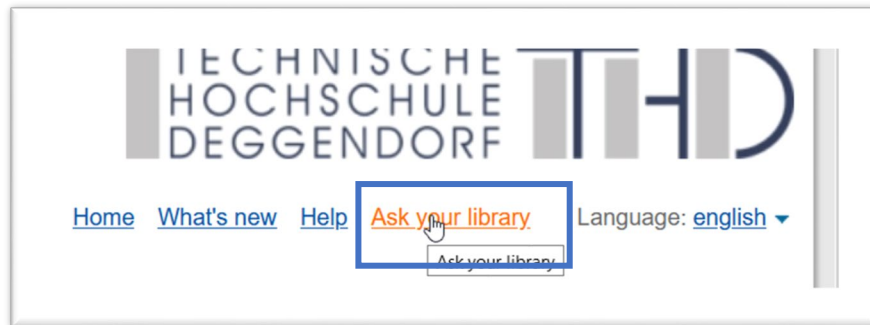 TECHNISCHE
HOCHSCHULE
DEGGENDORF
THD
Home What's new Help Ask your library Language: english
Ask your library